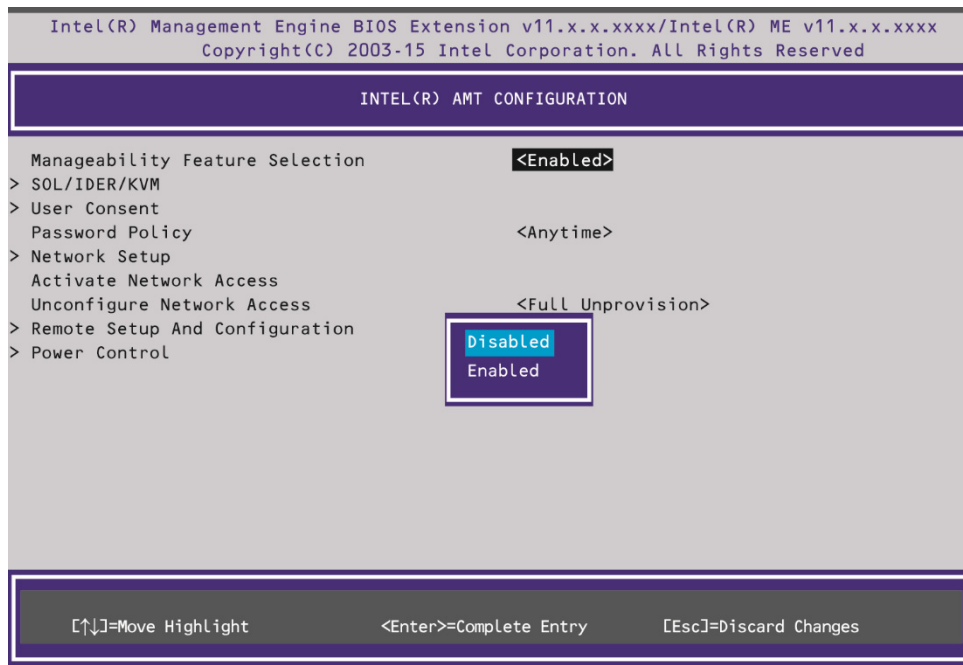 Intel(R) Management Engine BIOS Extension v11.x.x.xxxx/Intel(R) ME v11.x.x.xxxx
Copyright(C) 2003-15 Intel Corporation. All Rights Reserved
INTEL(R) AMT CONFIGURATION
Manageability Feature Selection <Enabled>
> SOL/IDER/KVM
> User Consent
Password Policy <Anytime>
> Network Setup
Activate Network Access
Unconfigure Network Access <Full Unprovision>
> Remote Setup And Configuration
> Power Control
Disabled
Enabled
[↑↓]=Move Highlight <Enter>=Complete Entry [Esc]=Discard Changes